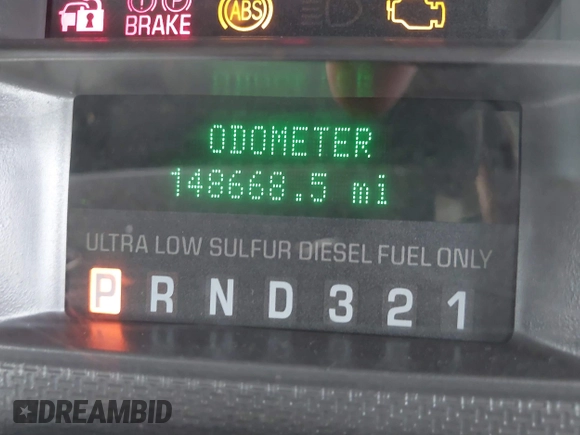 BRAKE ABS
ODOMETER
148668.5 mi
ULTRA LOW SULFUR DIESEL FUEL ONLY
P R N D 3 2 1
DREAMBID